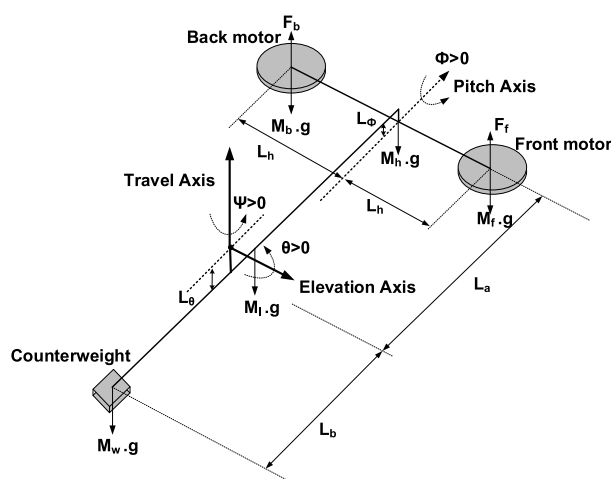 F_b
Back motor
Φ>0
Pitch Axis
L_Φ
F_f
Front motor
M_b.g
M_h.g
L_h
Travel Axis
Ψ>0
L_h
M_f.g
θ>0
L_θ
Elevation Axis
M_l.g
L_a
Counterweight
L_b
M_w.g